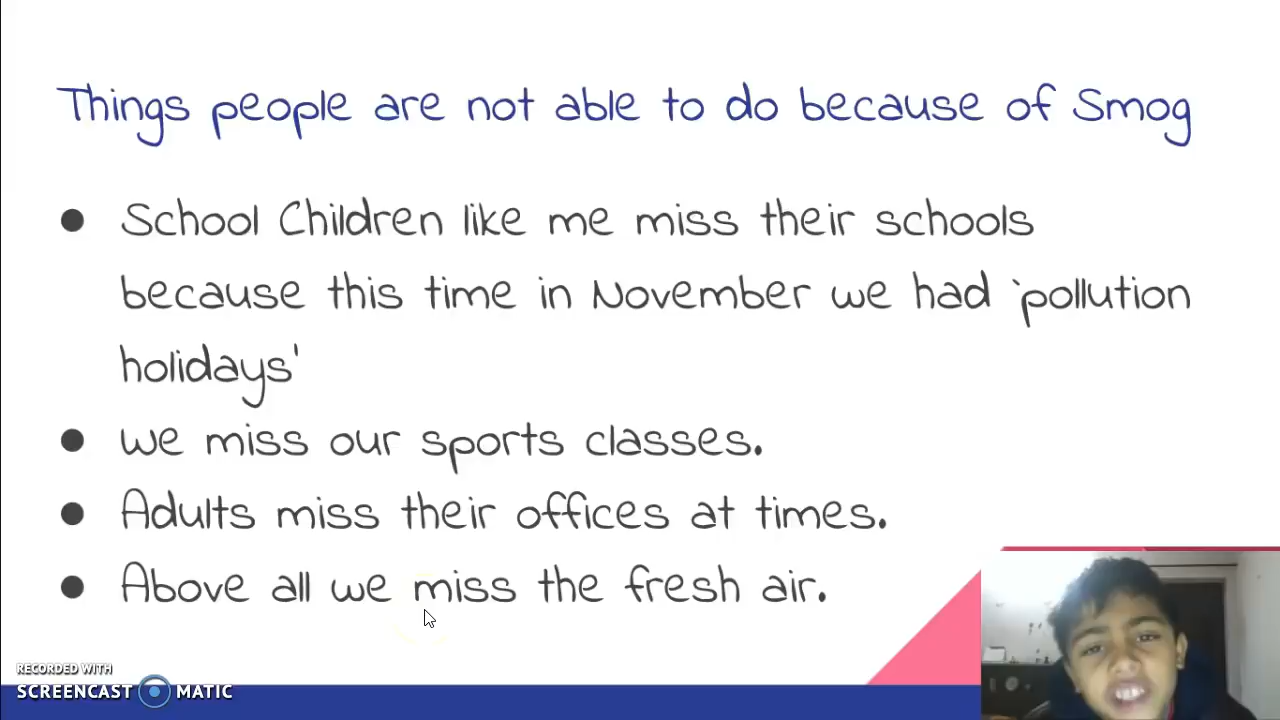 Things people are not able to do because of Smog
● School Children like me miss their schools
because this time in November we had `pollution
holidays'
● We miss our sports classes.
● Adults miss their offices at times.
● Above all we miss the fresh air.
RECORDED WITH
SCREENCAST MATIC